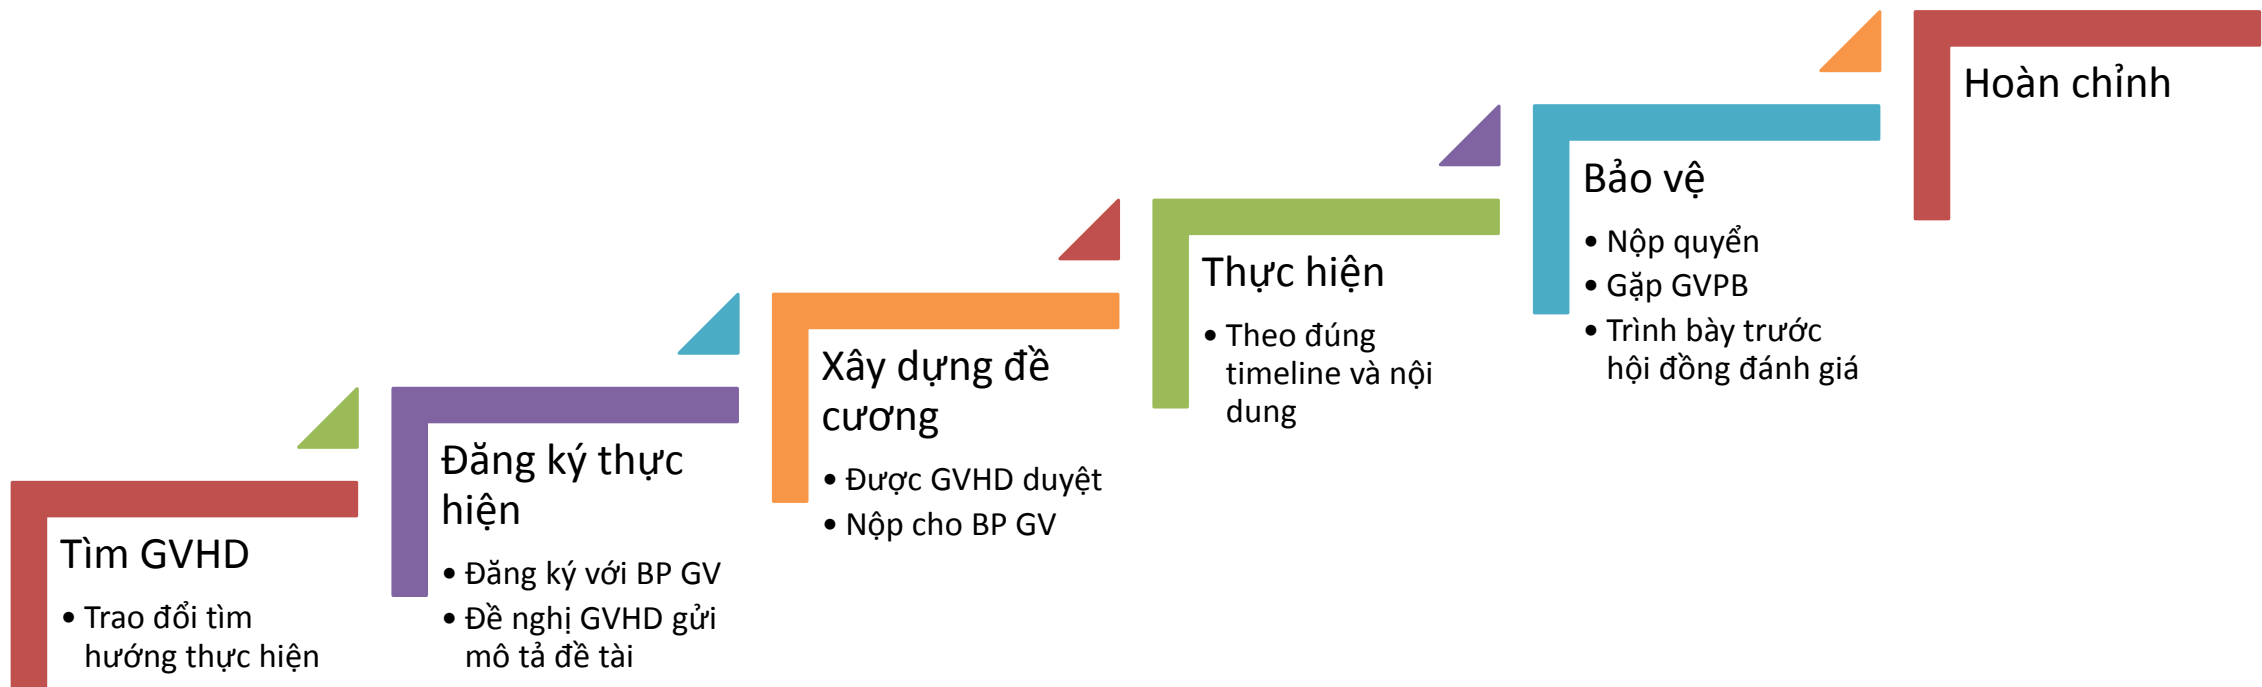 Tìm GVHD
• Trao đổi tìm
hướng thực hiện
Đăng ký thực
hiện
• Đăng ký với BP GV
• Đề nghị GVHD gửi
mô tả đề tài
Xây dựng đề
cương
• Được GVHD duyệt
• Nộp cho BP GV
Thực hiện
• Theo đúng
timeline và nội
dung
Bảo vệ
• Nộp quyển
• Gặp GVPB
• Trình bày trước
hội đồng đánh giá
Hoàn chỉnh